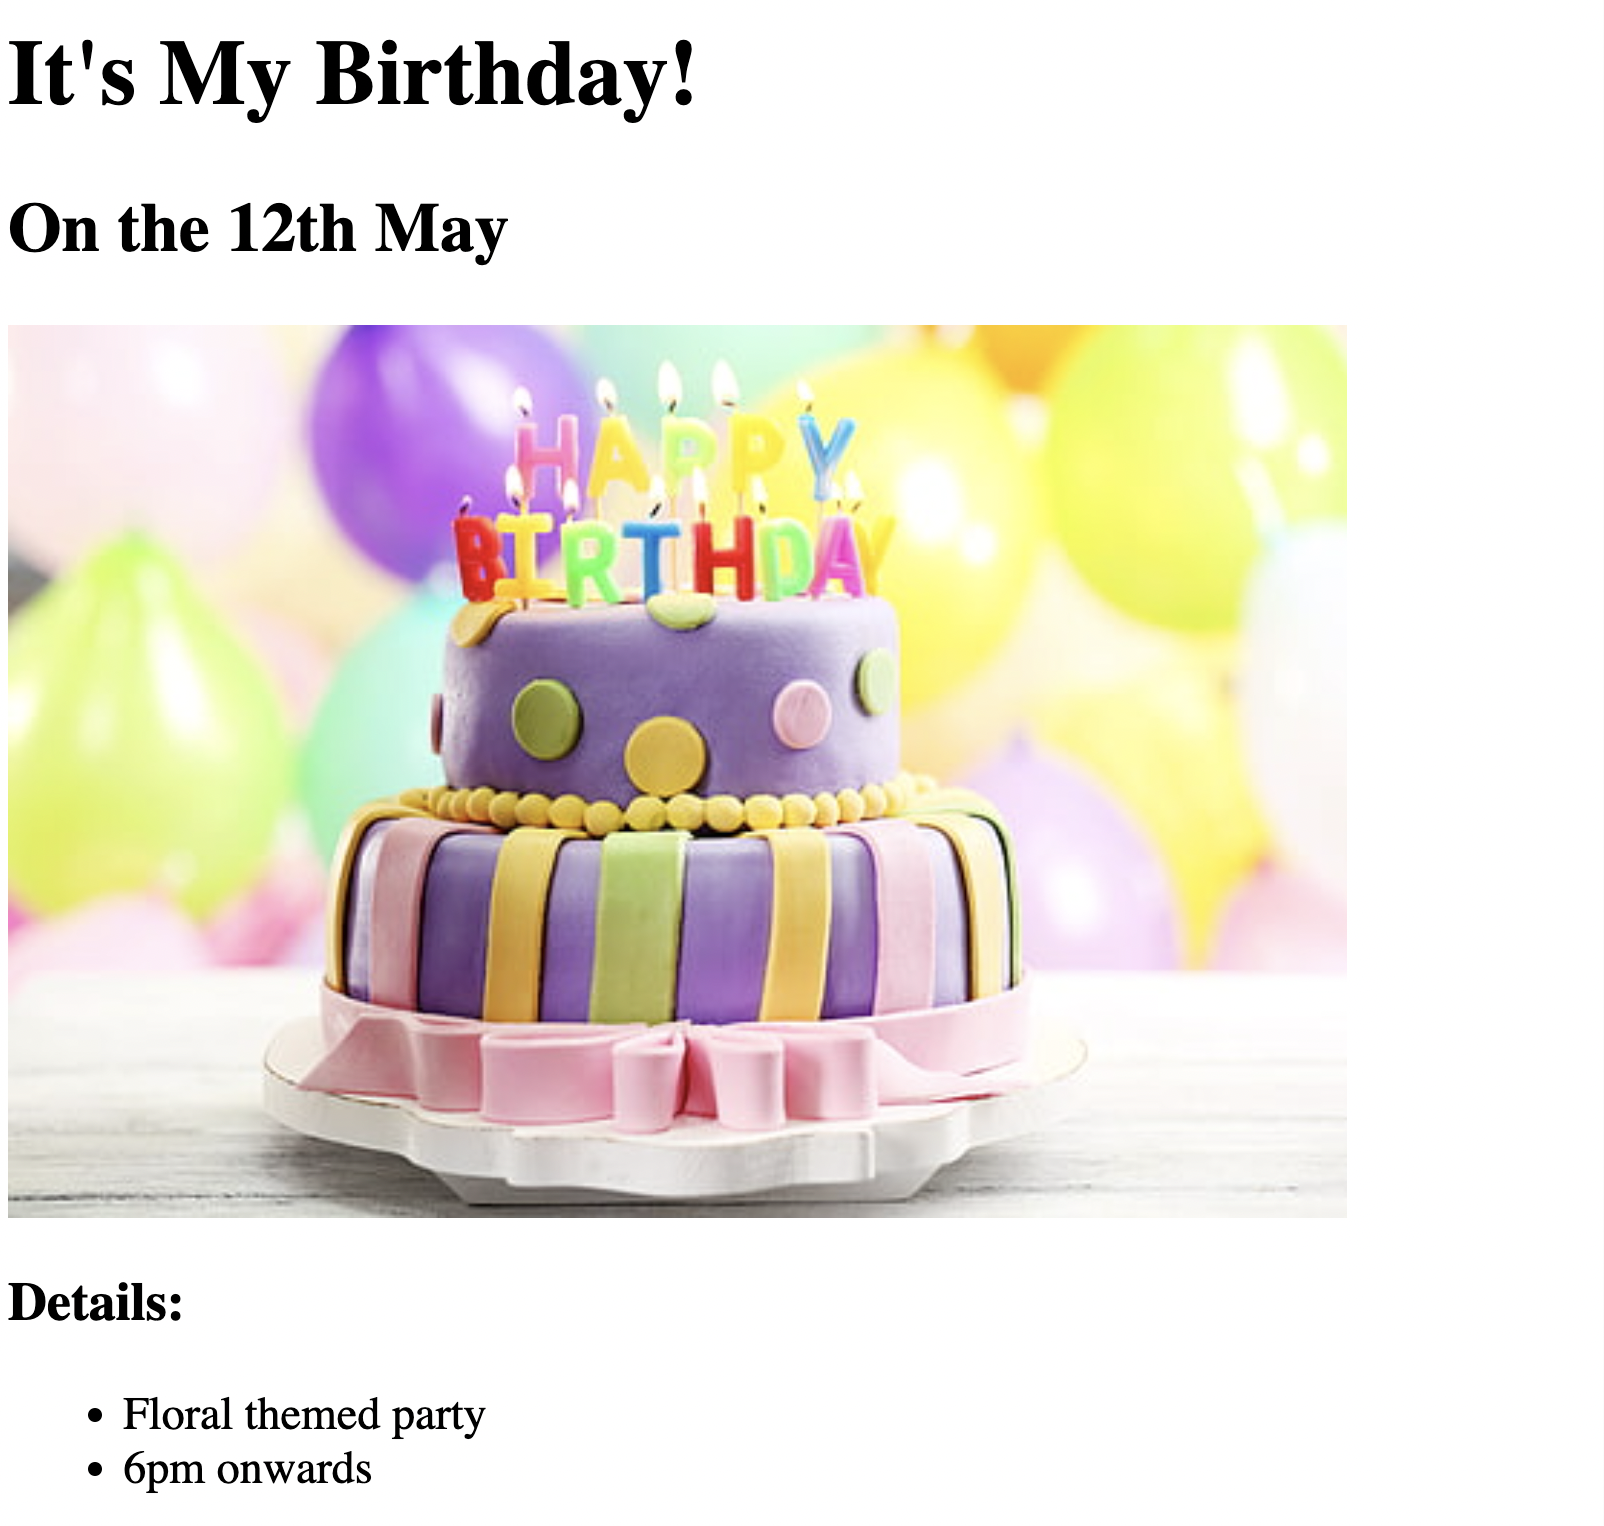 It's My Birthday!
On the 12th May
HAPPY
BIRTHDAY
Details:
• Floral themed party
• 6pm onwards